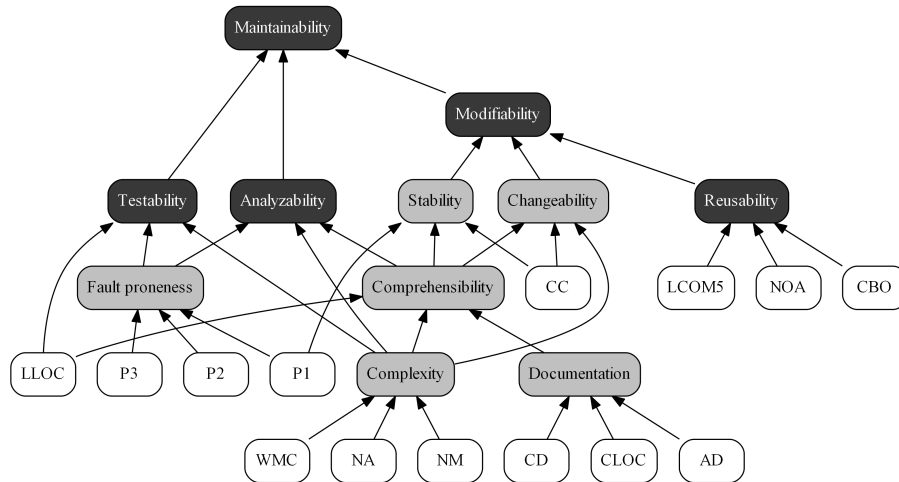 Maintainability
Modifiability
Testability
Analyzability
Stability
Changeability
Reusability
Fault proneness
Comprehensibility
CC
LCOM5
NOA
CBO
LLOC
P3
P2
P1
Complexity
Documentation
WMC
NA
NM
CD
CLOC
AD